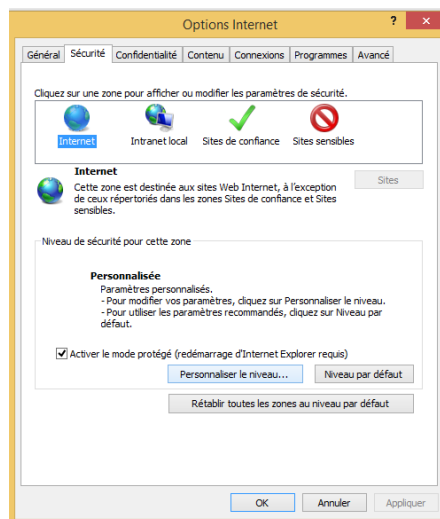 Options Internet
Général Sécurité Confidentialité Contenu Connexions Programmes Avancé
Cliquez sur une zone pour afficher ou modifier les paramètres de sécurité.
Internet Intranet local Sites de confiance Sites sensibles
Internet
Sites
Cette zone est destinée aux sites Web Internet, à l'exception
de ceux répertoriés dans les zones Sites de confiance et Sites
sensibles.
Niveau de sécurité pour cette zone
Personnalisée
Paramètres personnalisés.
- Pour modifier vos paramètres, cliquez sur Personnaliser le niveau.
- Pour utiliser les paramètres recommandés, cliquez sur Niveau par
défaut.
Activer le mode protégé (redémarrage d'Internet Explorer requis)
Personnaliser le niveau... Niveau par défaut
Rétablir toutes les zones au niveau par défaut
OK Annuler Appliquer